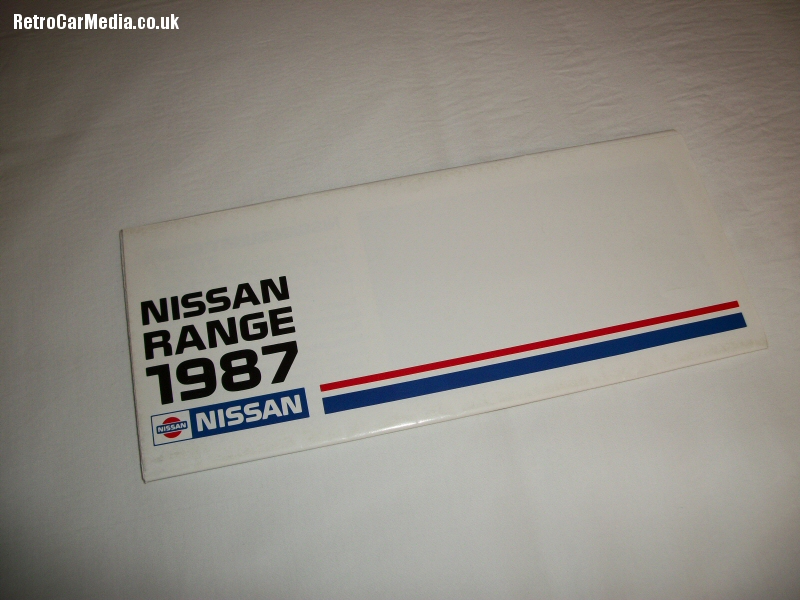 RetroCarMedia.co.uk
NISSAN
RANGE
1987
NISSAN NISSAN